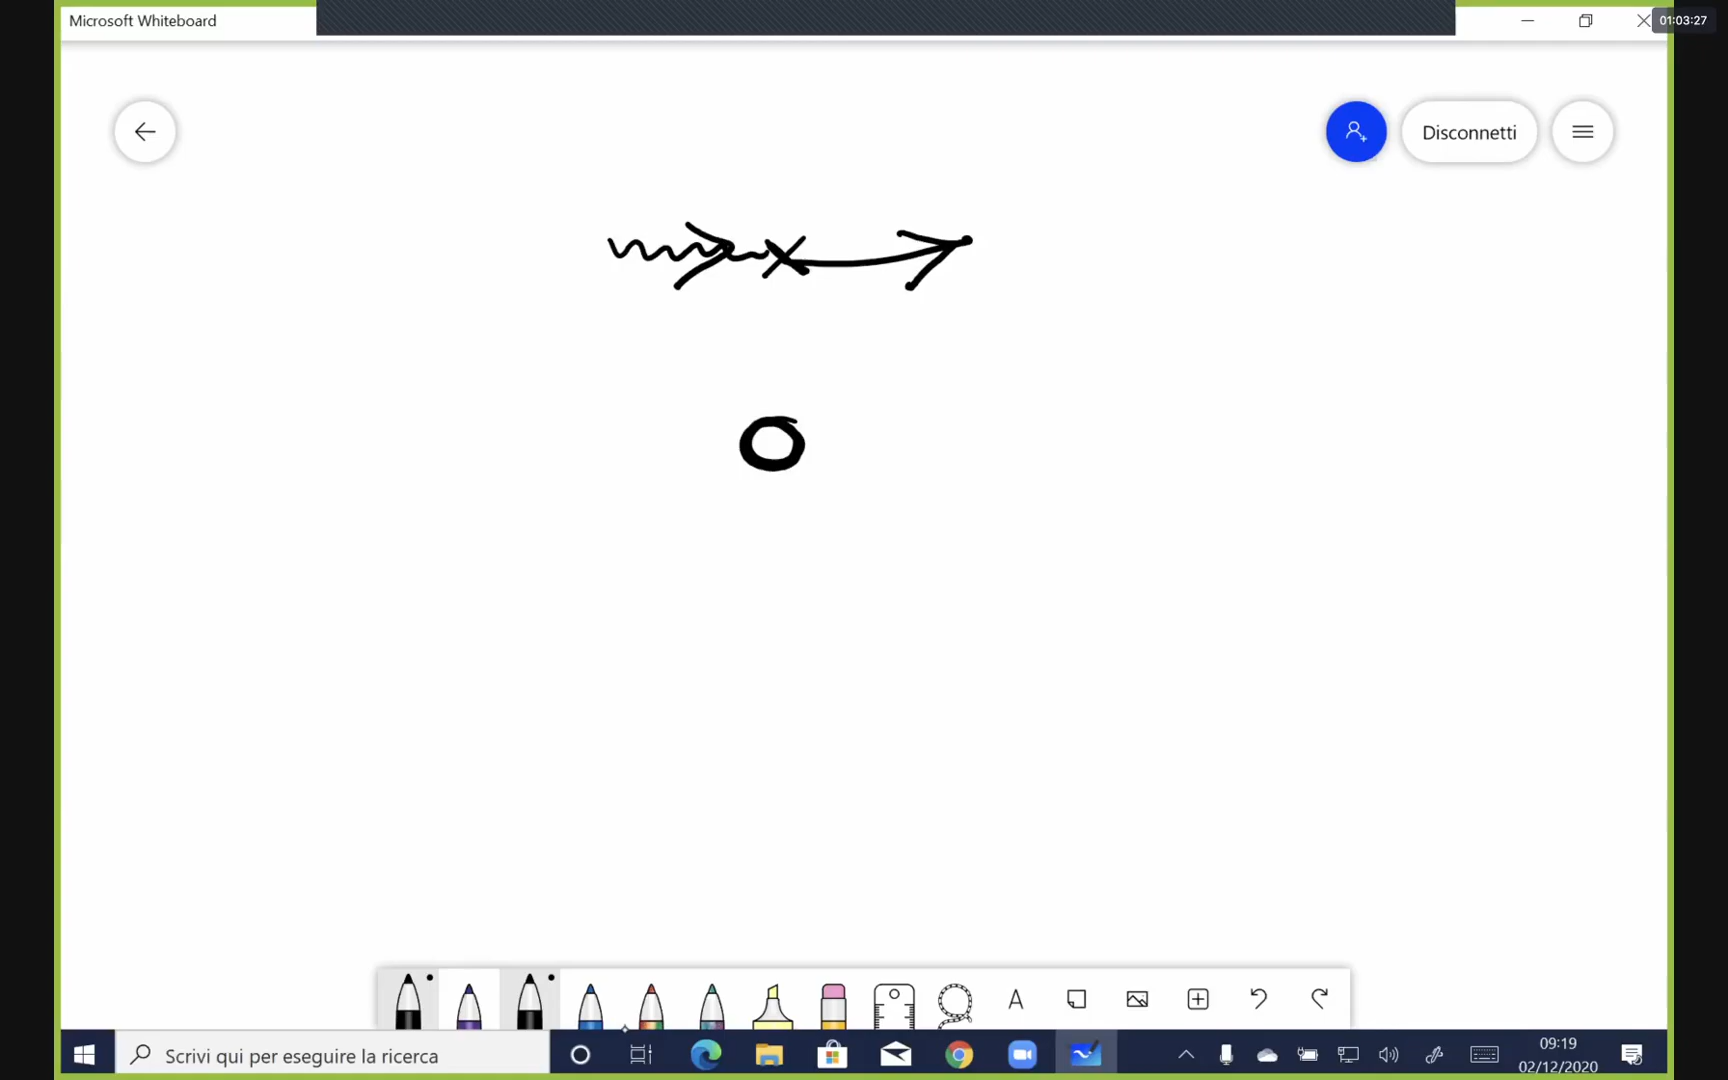 Microsoft Whiteboard
01:03:27
Disconnetti
O
A
Scrivi qui per eseguire la ricerca
09:19
02/12/2020